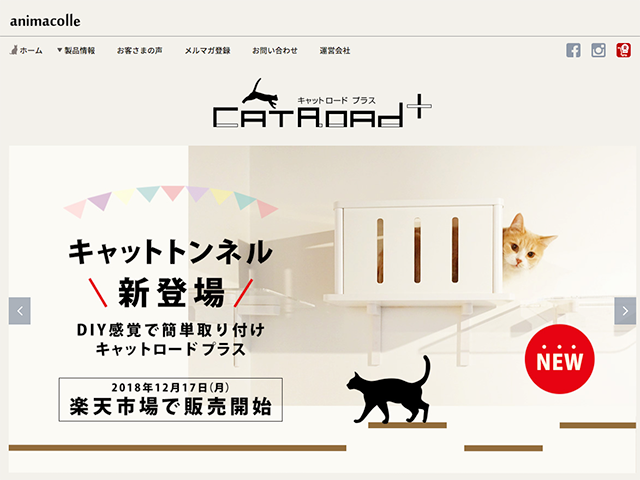 animacolle
ホーム
▼製品情報
お客さまの声
メルマガ登録
お問い合わせ
運営会社
キャットロード プラス
CATROAD+
キャットトンネル
\ 新登場 /
DIY感覚で簡単取り付け
キャットロード プラス
2018年12月17日(月)
楽天市場で販売開始
NEW